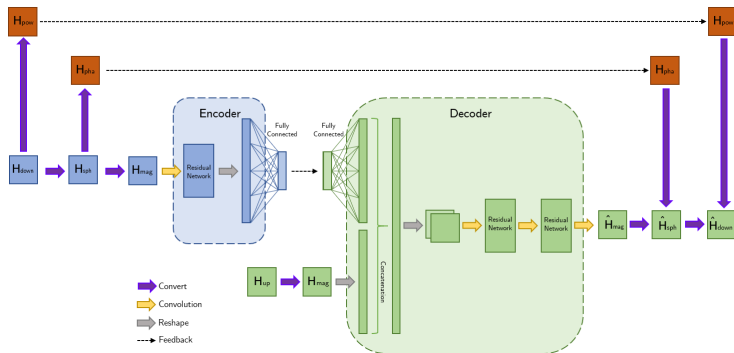 Hpow
Hpow
Hpha
Hpha
Encoder
Decoder
Fully
Connected
Fully
Connected
Hdown
Hsph
Hmag
Residual
Network
Residual
Network
Residual
Network
Ĥmag
Ĥsph
Ĥdown
Concatenation
Hup
Hmag
Convert
Convolution
Reshape
Feedback